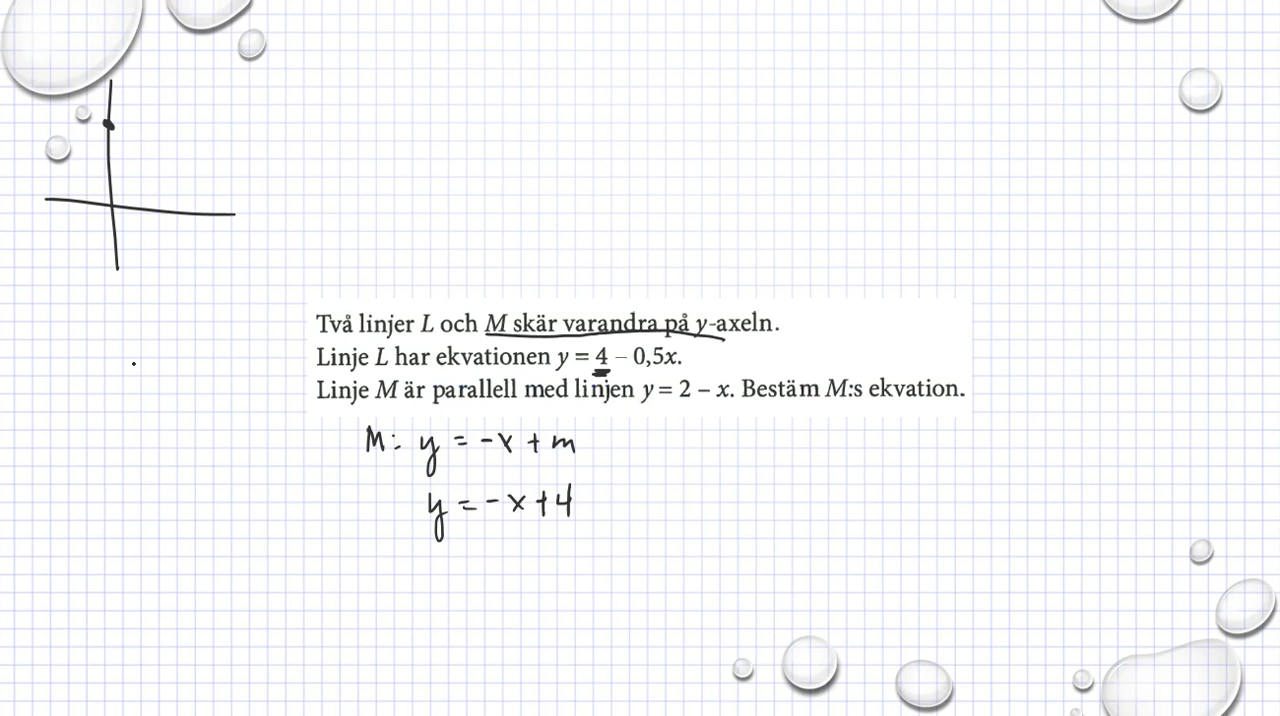 Två linjer L och M skär varandra på y-axeln.
Linje L har ekvationen y = 4 – 0,5x.
Linje M är parallell med linjen y = 2 – x. Bestäm M:s ekvation.
M: y = -x + m
y = -x + 4